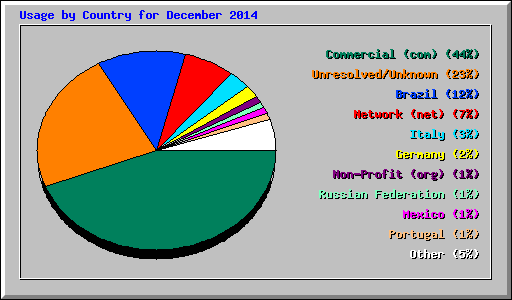 Usage by Country for December 2014
Commercial (com) (44%)
Unresolved/Unknown (23%)
Brazil (12%)
Network (net) (7%)
Italy (3%)
Germany (2%)
Non-Profit (org) (1%)
Russian Federation (1%)
Mexico (1%)
Portugal (1%)
Other (5%)